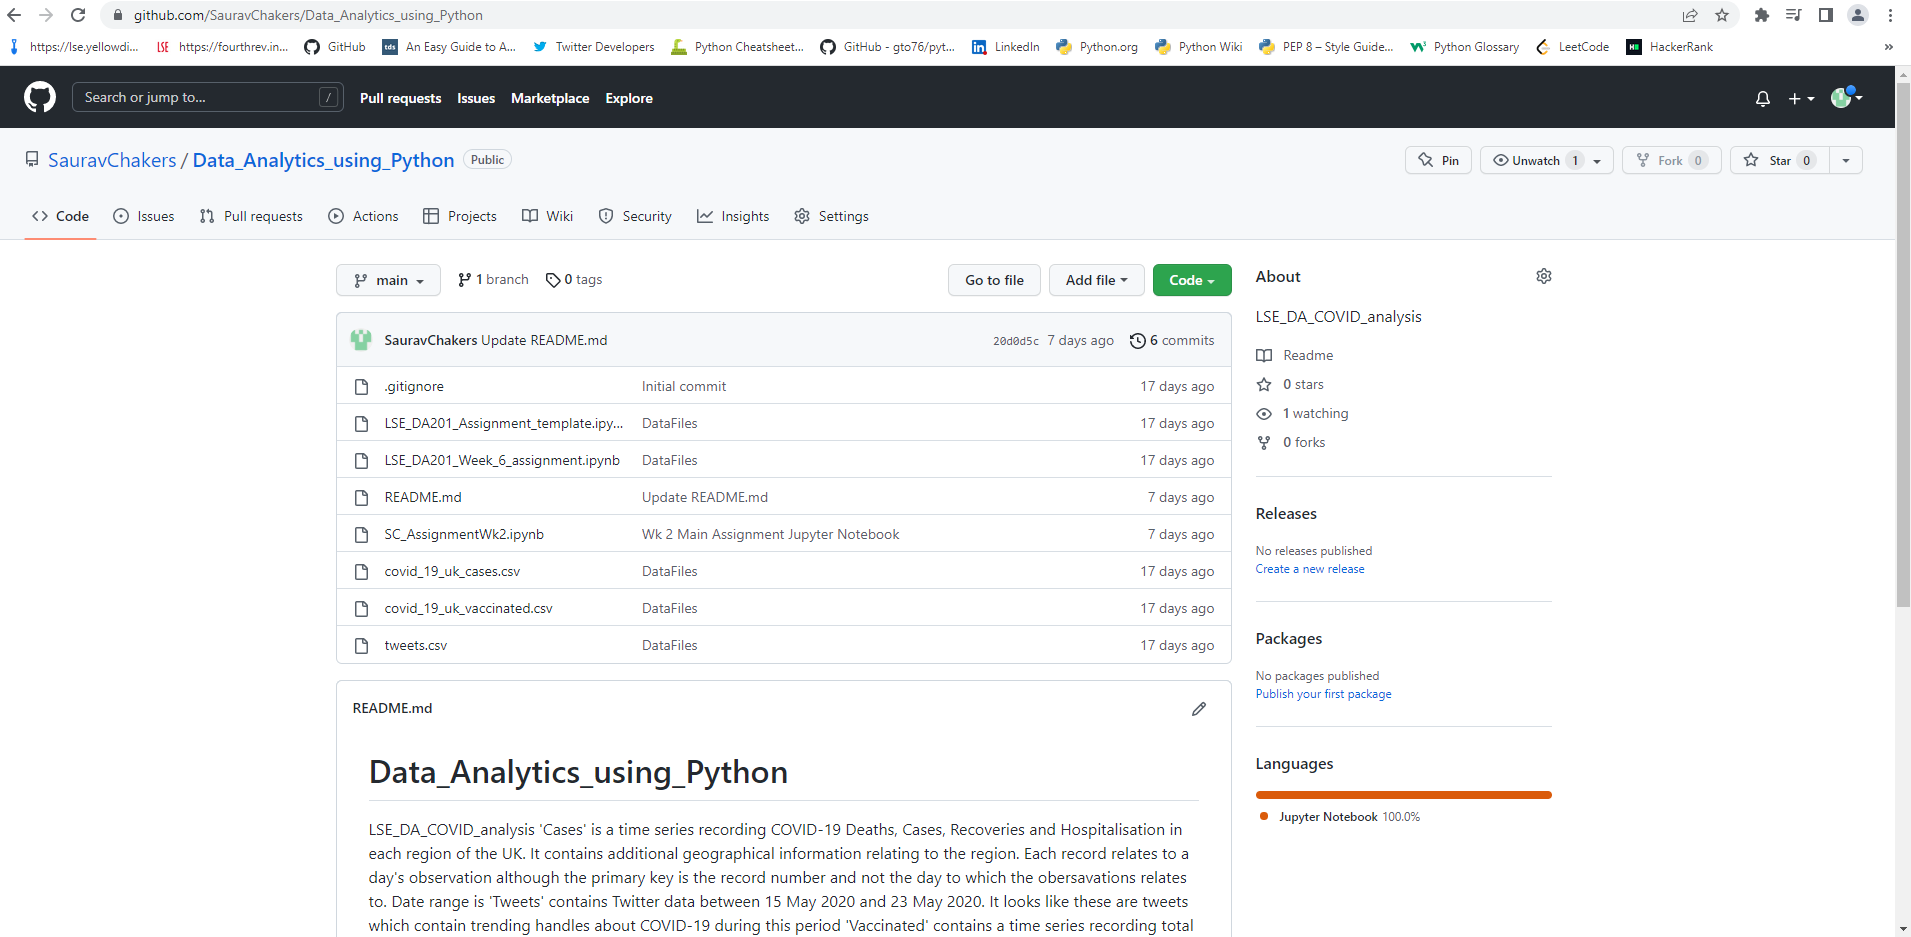 github.com/SauravChakers/Data_Analytics_using_Python
https://lse.yellowdi... LSE https://fourthrev.in... GitHub tds An Easy Guide to A... Twitter Developers Python Cheatsheet... GitHub - gto76/pyt... LinkedIn Python.org Python Wiki PEP 8 – Style Guide... Python Glossary LeetCode HackerRank »
Search or jump to... / Pull requests Issues Marketplace Explore
SauravChakers / Data_Analytics_using_Python Public Pin Unwatch 1 Fork 0 Star 0
Code Issues Pull requests Actions Projects Wiki Security Insights Settings
main 1 branch 0 tags Go to file Add file Code
SauravChakers Update README.md 20d0d5c 7 days ago 6 commits
.gitignore Initial commit 17 days ago
LSE_DA201_Assignment_template.ipy... DataFiles 17 days ago
LSE_DA201_Week_6_assignment.ipynb DataFiles 17 days ago
README.md Update README.md 7 days ago
SC_AssignmentWk2.ipynb Wk 2 Main Assignment Jupyter Notebook 7 days ago
covid_19_uk_cases.csv DataFiles 17 days ago
covid_19_uk_vaccinated.csv DataFiles 17 days ago
tweets.csv DataFiles 17 days ago
README.md
Data_Analytics_using_Python
LSE_DA_COVID_analysis 'Cases' is a time series recording COVID-19 Deaths, Cases, Recoveries and Hospitalisation in
each region of the UK. It contains additional geographical information relating to the region. Each record relates to a
day's observation although the primary key is the record number and not the day to which the obersavations relates
to. Date range is 'Tweets' contains Twitter data between 15 May 2020 and 23 May 2020. It looks like these are tweets
which contain trending handles about COVID-19 during this period 'Vaccinated' contains a time series recording total
About
LSE_DA_COVID_analysis
Readme
0 stars
1 watching
0 forks
Releases
No releases published
Create a new release
Packages
No packages published
Publish your first package
Languages
Jupyter Notebook 100.0%